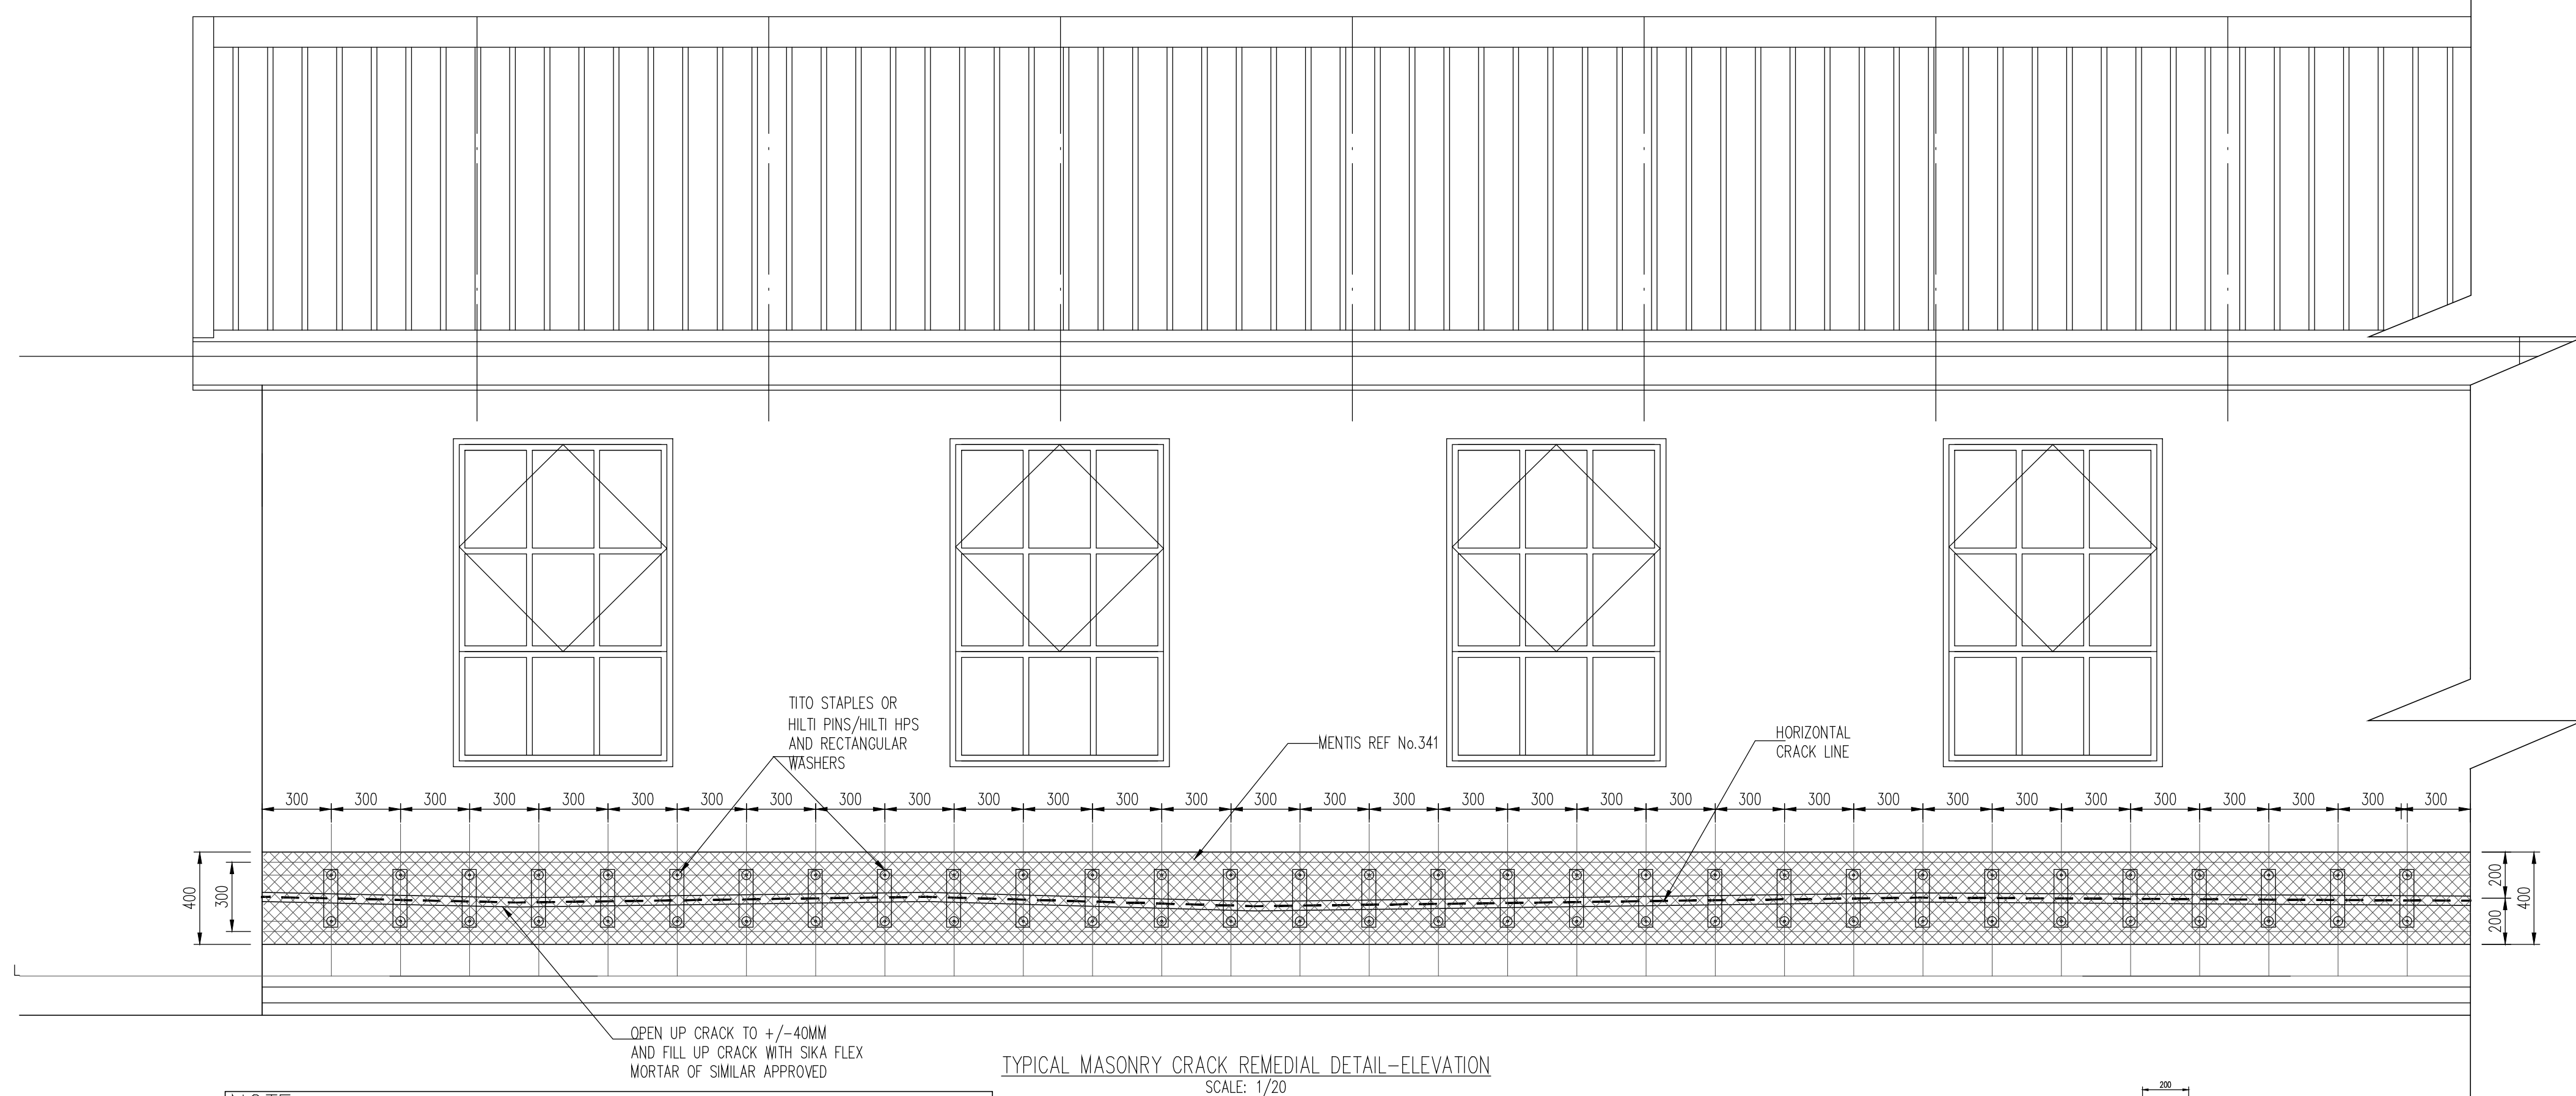 TITO STAPLES OR
HILTI PINS/HILTI HPS
AND RECTANGULAR
WASHERS
MENTIS REF No.341
HORIZONTAL
CRACK LINE
300 300 300 300 300 300 300 300 300 300 300 300 300 300 300 300 300 300 300 300 300 300 300 300 300 300 300 300 300 300 300 300
400
300
200
200
400
OPEN UP CRACK TO +/-40MM
AND FILL UP CRACK WITH SIKA FLEX
MORTAR OF SIMILAR APPROVED
TYPICAL MASONRY CRACK REMEDIAL DETAIL-ELEVATION
SCALE: 1/20
200